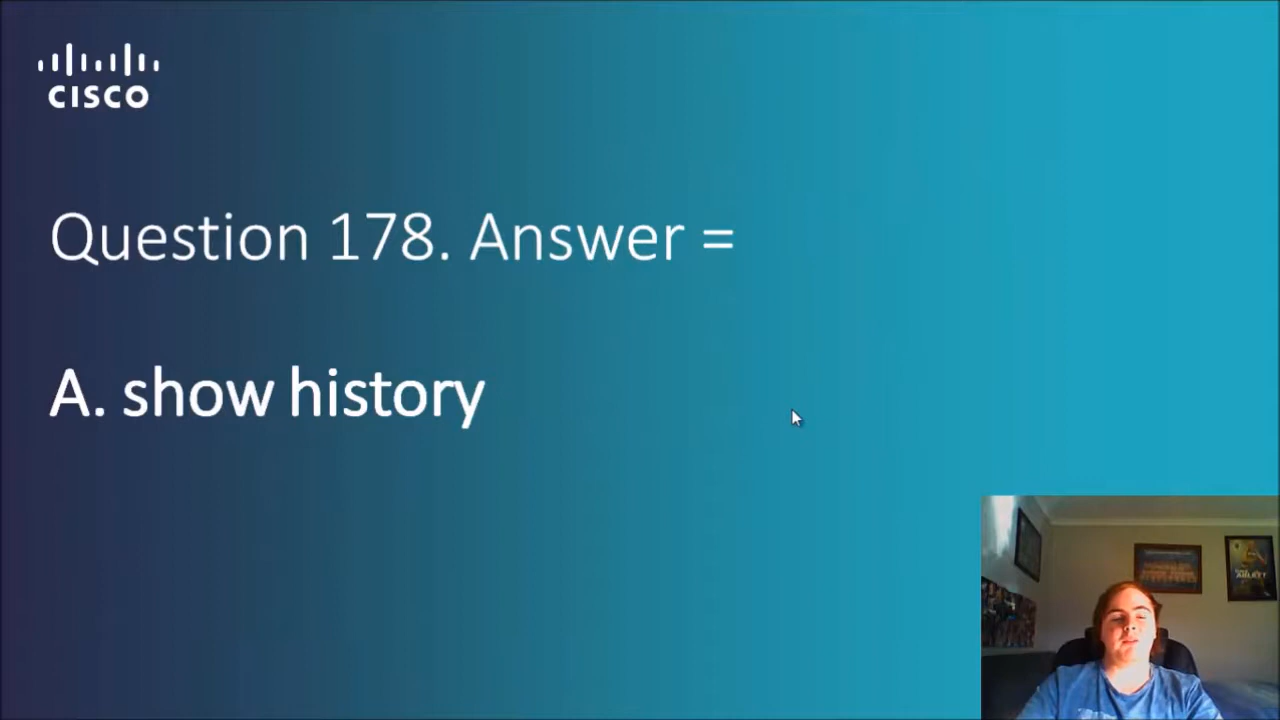 CISCO
Question 178. Answer =
A. show history